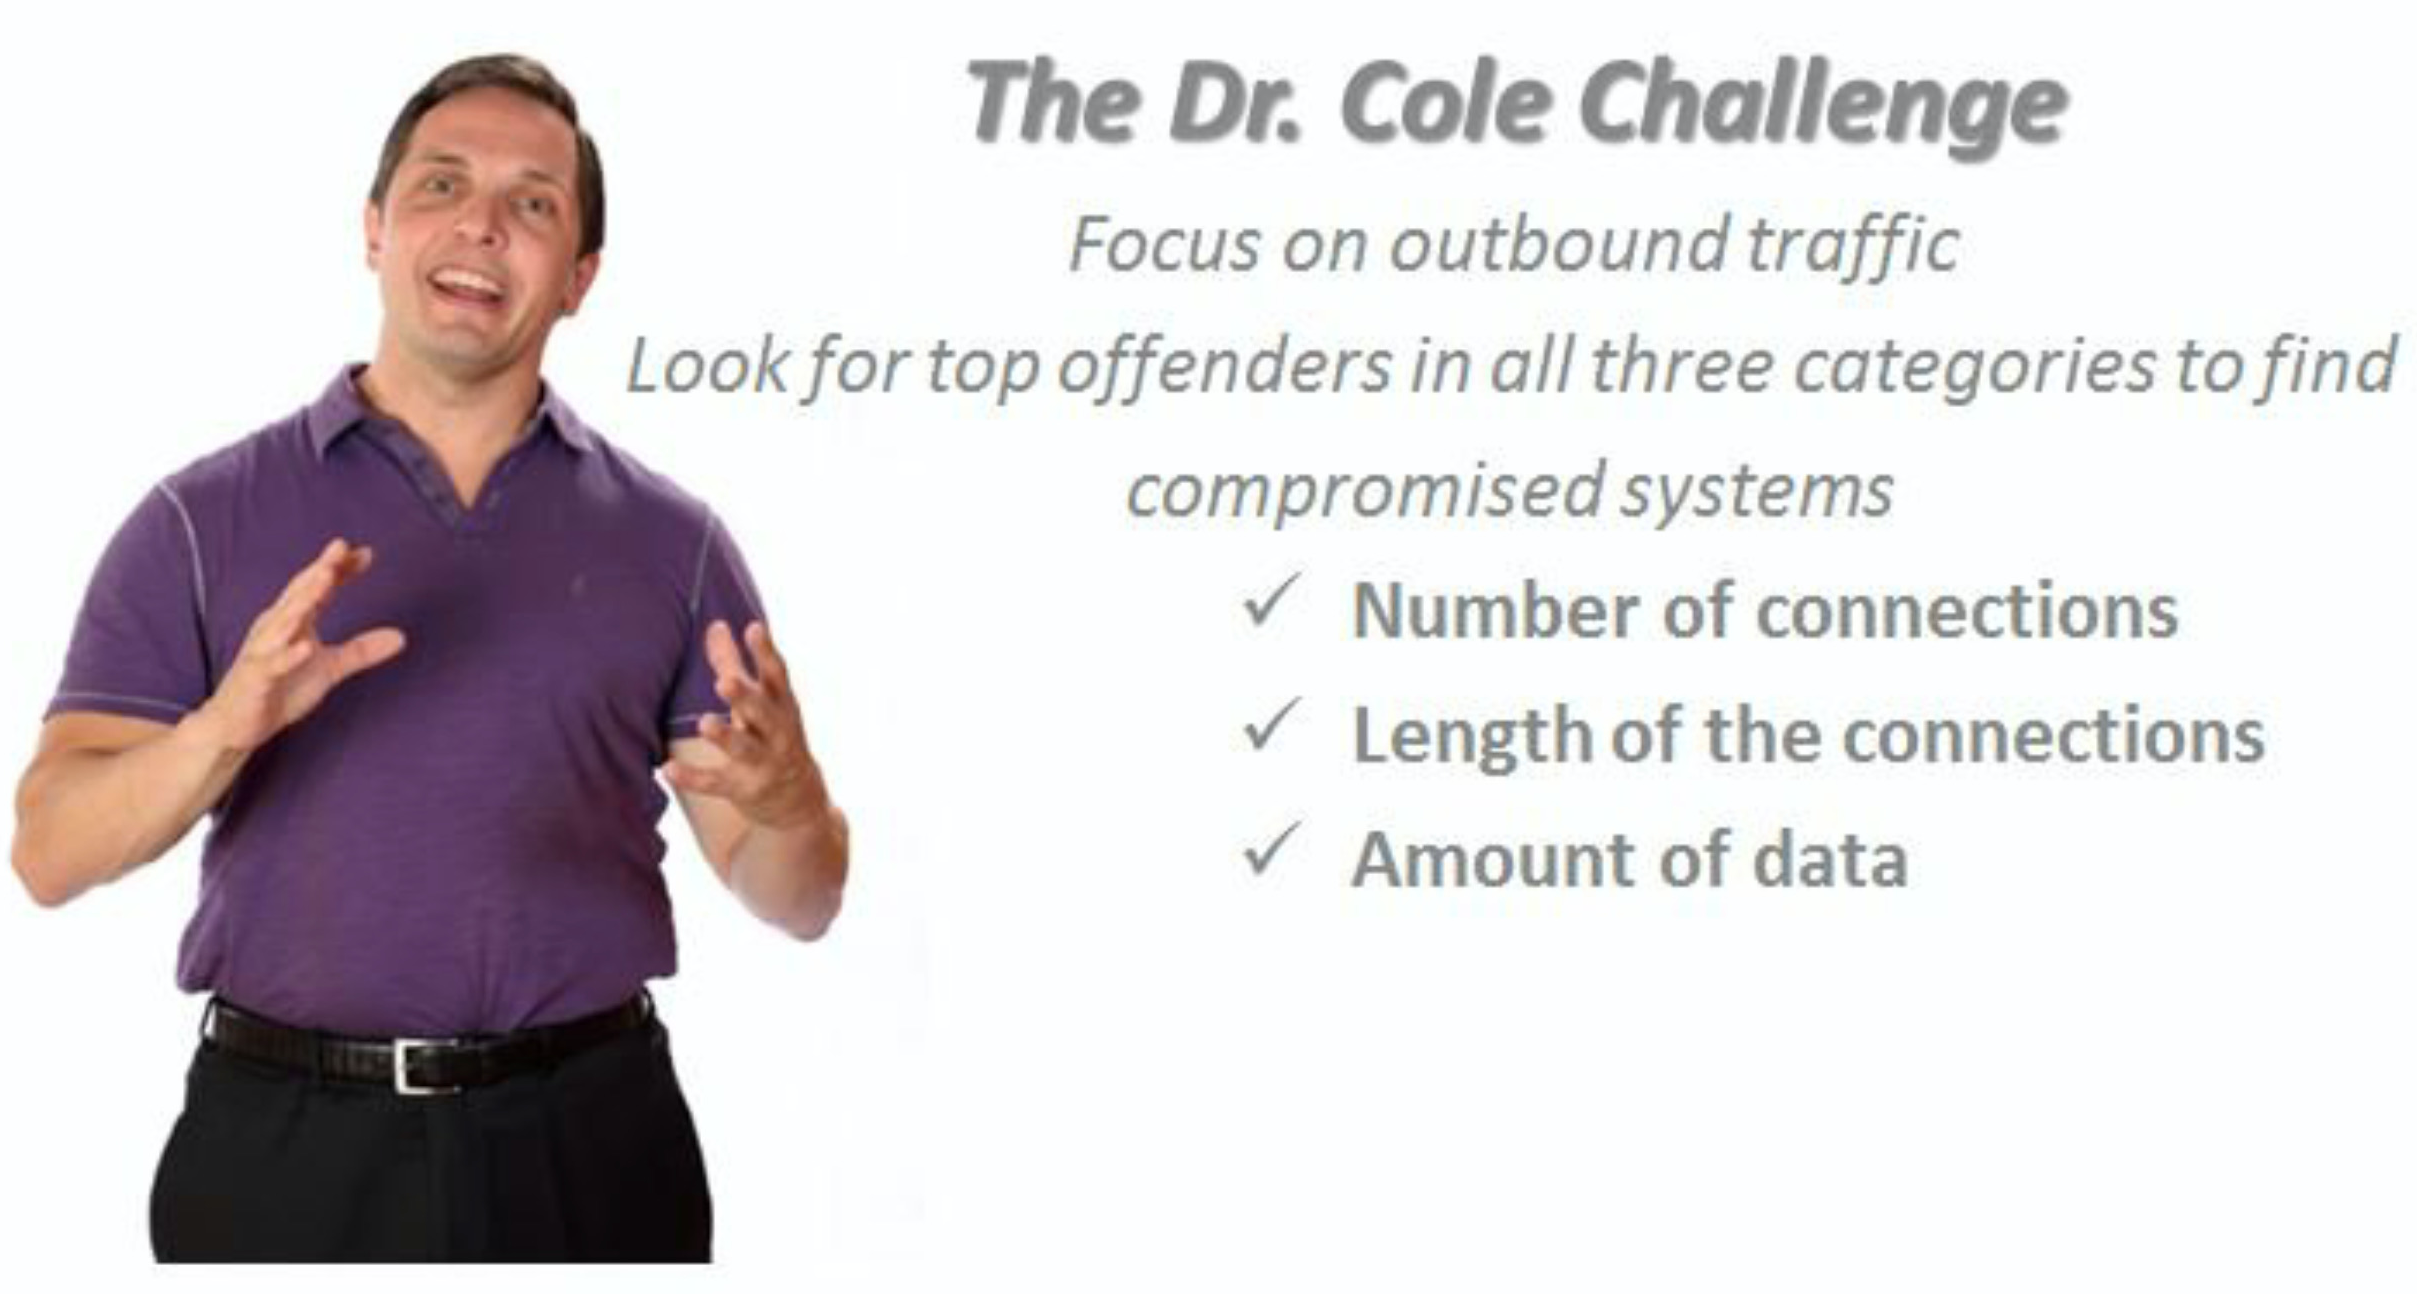 The Dr. Cole Challenge
Focus on outbound traffic
Look for top offenders in all three categories to find
compromised systems
✓ Number of connections
✓ Length of the connections
✓ Amount of data